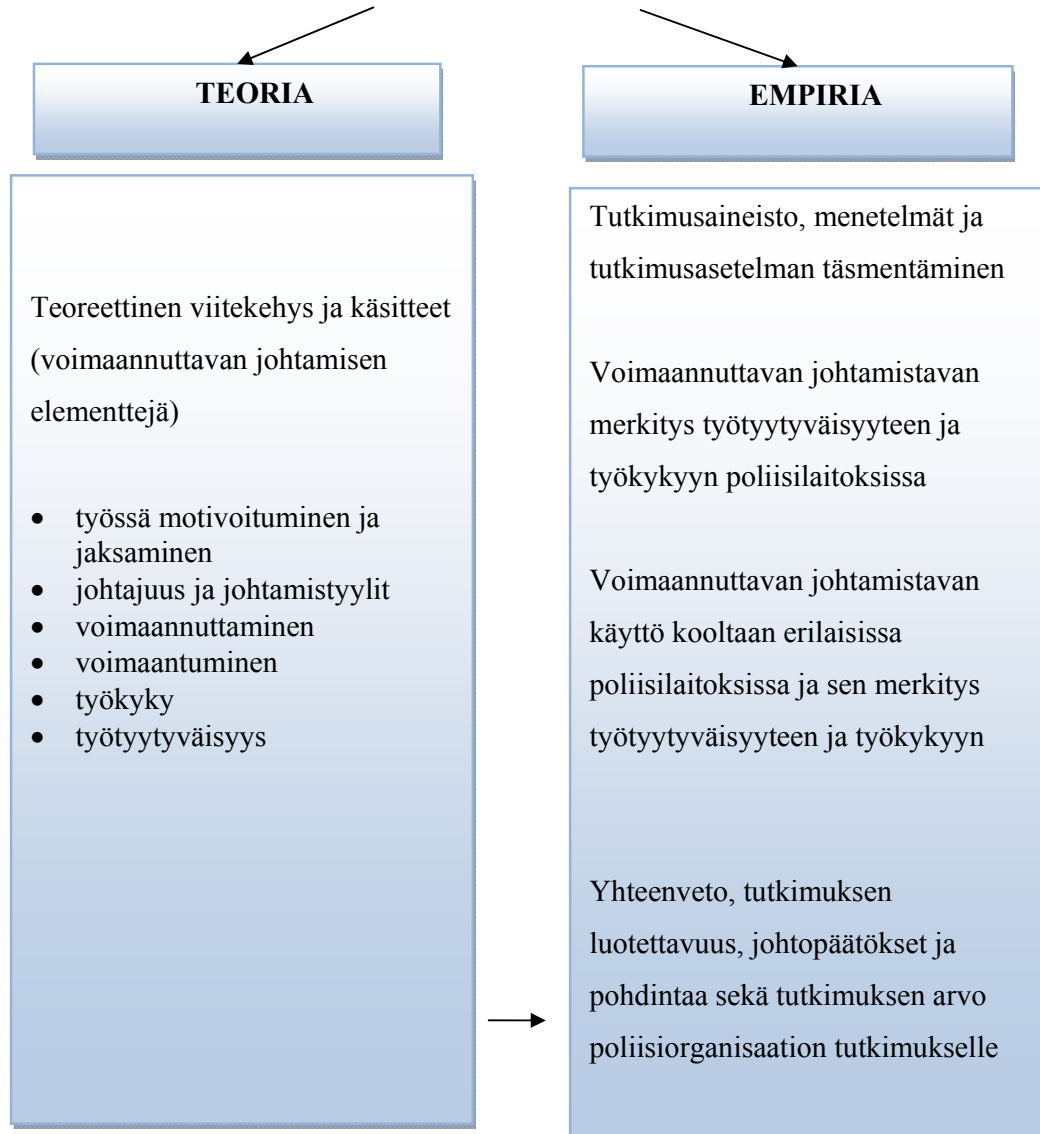 TEORIA
Teoreettinen viitekehys ja käsitteet
(voimaannuttavan johtamisen
elementtejä)
• työssä motivoituminen ja
jaksaminen
• johtajuus ja johtamistyylit
• voimaannuttaminen
• voimaantuminen
• työkyky
• työtyytyväisyys
EMPIRIA
Tutkimusaineisto, menetelmät ja
tutkimusasetelman täsmentäminen
Voimaannuttavan johtamistavan
merkitys työtyytyväisyyteen ja
työkykyyn poliisilaitoksissa
Voimaannuttavan johtamistavan
käyttö kooltaan erilaisissa
poliisilaitoksissa ja sen merkitys
työtyytyväisyyteen ja työkykyyn
Yhteenveto, tutkimuksen
luotettavuus, johtopäätökset ja
pohdintaa sekä tutkimuksen arvo
poliisiorganisaation tutkimukselle